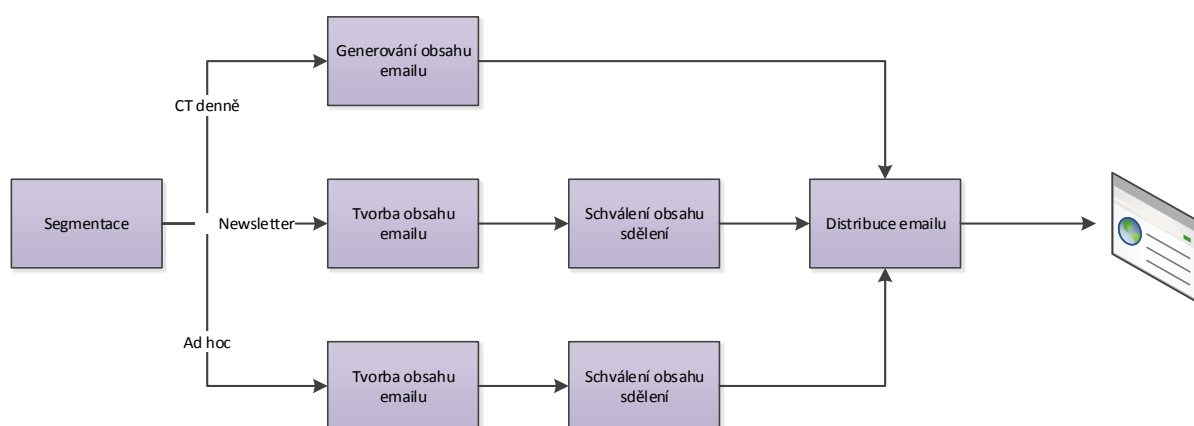 Generování obsahu
emailu
CT denně
Segmentace
Newsletter
Tvorba obsahu
emailu
Schválení obsahu
sdělení
Distribuce emailu
Ad hoc
Tvorba obsahu
emailu
Schválení obsahu
sdělení